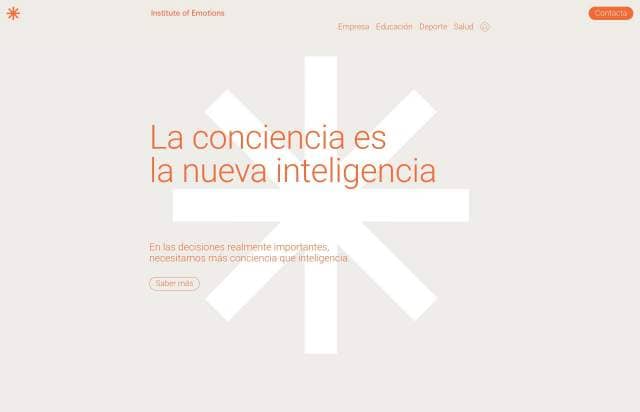 Institute of Emotions
Contacta
Empresa Educación Deporte Salud
La conciencia es
la nueva inteligencia
En las decisiones realmente importantes,
necesitamos más conciencia que inteligencia.
Saber más